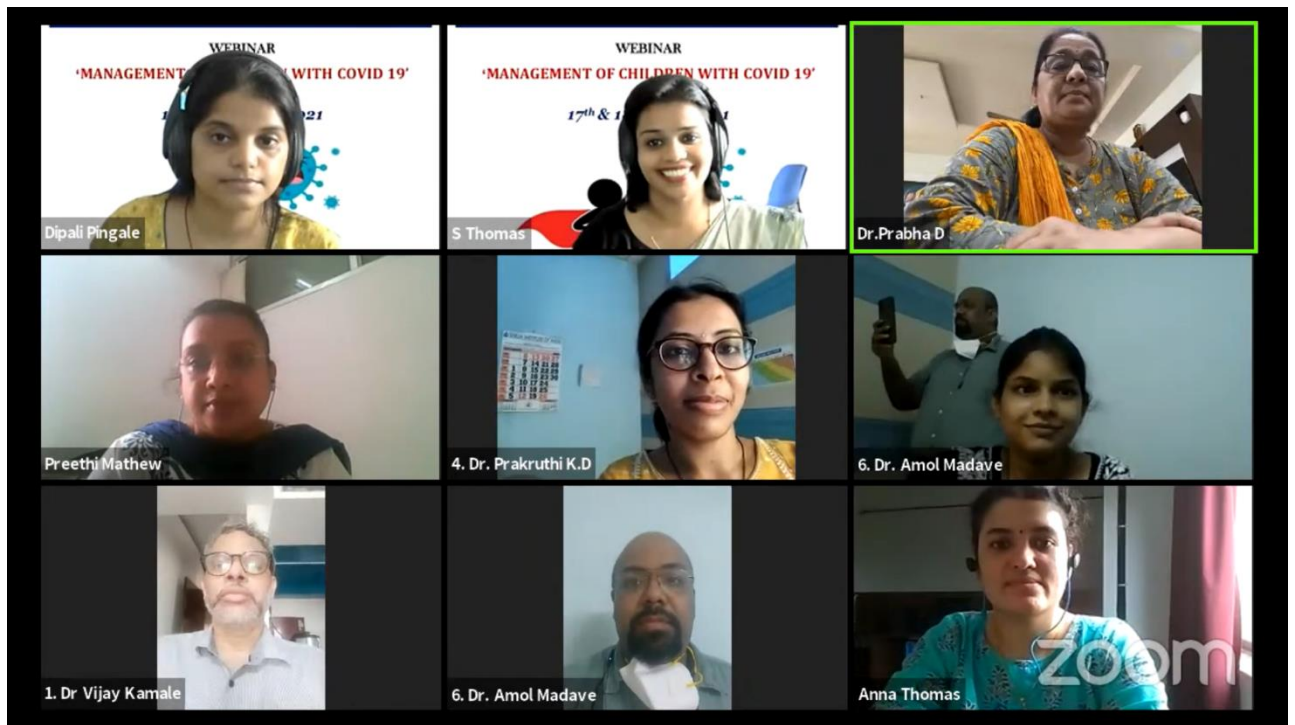 WEBINAR
'MANAGEMENT WITH COVID 19'
Dipali Pingale
WEBINAR
'MANAGEMENT OF CHILDREN WITH COVID 19'
17th & 1
S Thomas
Dr.Prabha D
Preethi Mathew
4. Dr. Prakruthi K.D
6. Dr. Amol Madave
1. Dr Vijay Kamale
6. Dr. Amol Madave
Anna Thomas
zoom